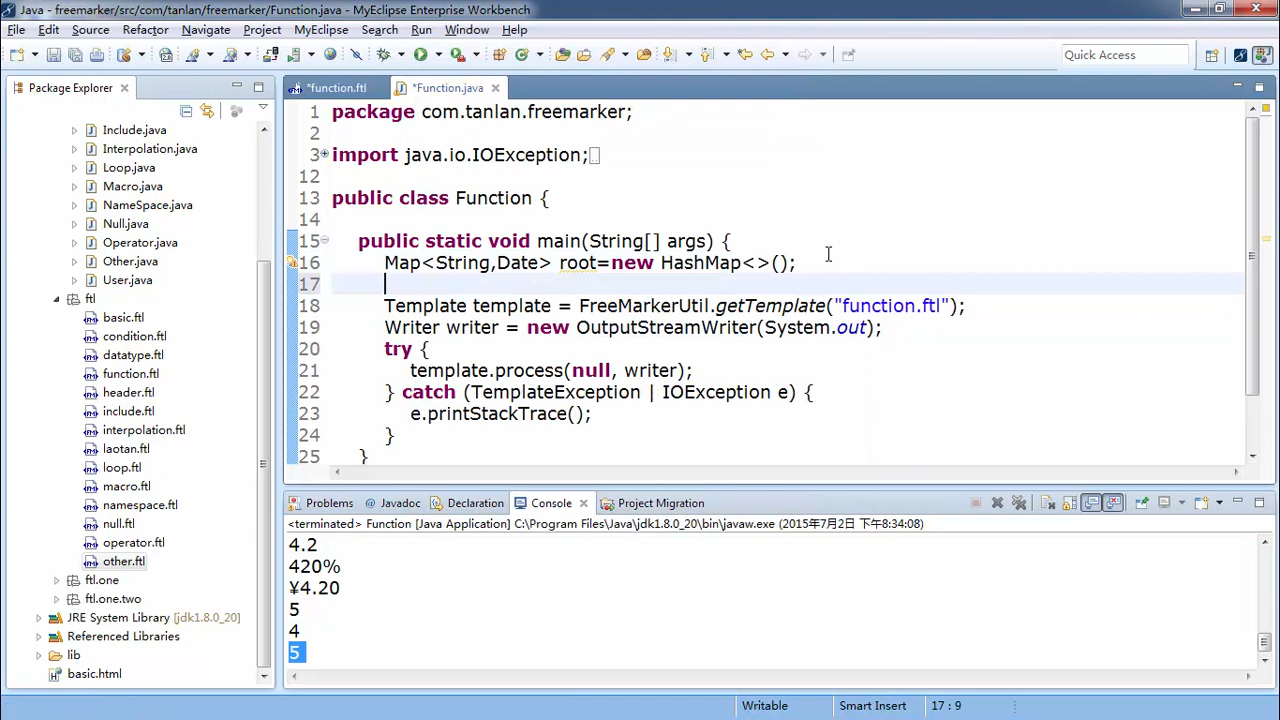 Java - freemarker/src/com/tanlan/freemarker/Function.java - MyEclipse Enterprise Workbench
File Edit Source Refactor Navigate Project MyEclipse Search Run Window Help
Quick Access
Package Explorer
*function.ftl
*Function.java
Include.java
Interpolation.java
Loop.java
Macro.java
NameSpace.java
Null.java
Operator.java
Other.java
User.java
ftl
basic.ftl
condition.ftl
datatype.ftl
function.ftl
header.ftl
include.ftl
interpolation.ftl
laotan.ftl
loop.ftl
macro.ftl
namespace.ftl
null.ftl
operator.ftl
other.ftl
ftl.one
ftl.one.two
JRE System Library [jdk1.8.0_20]
Referenced Libraries
lib
basic.html
1 package com.tanlan.freemarker;
2
3 import java.io.IOException;
12
13 public class Function {
14
15 public static void main(String[] args) {
16 Map<String,Date> root=new HashMap<>();
17
18 Template template = FreeMarkerUtil.getTemplate("function.ftl");
19 Writer writer = new OutputStreamWriter(System.out);
20 try {
21 template.process(null, writer);
22 } catch (TemplateException | IOException e) {
23 e.printStackTrace();
24 }
25 }
Problems Javadoc Declaration Console Project Migration
<terminated> Function [Java Application] C:\Program Files\Java\jdk1.8.0_20\bin\javaw.exe (2015年7月2日 下午8:34:08)
4.2
420%
¥4.20
5
4
5
Writable Smart Insert 17 : 9